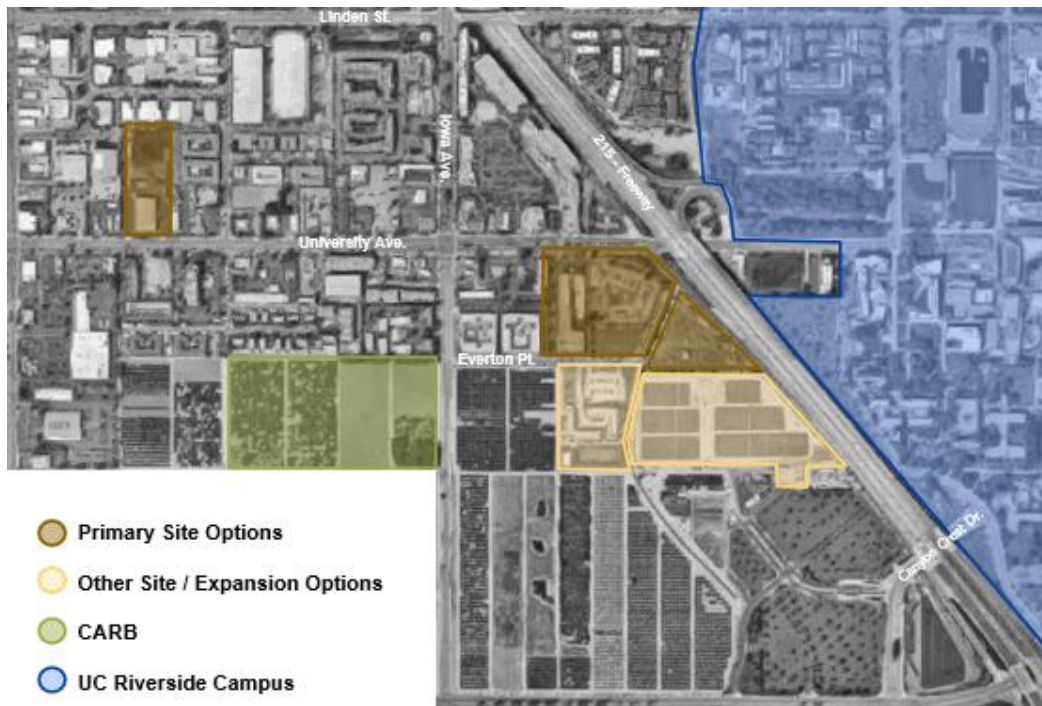 Linden St.
Iowa Ave.
215 - Freeway
University Ave.
Everton Pl.
Canyon Crest Dr.
Primary Site Options
Other Site / Expansion Options
CARB
UC Riverside Campus